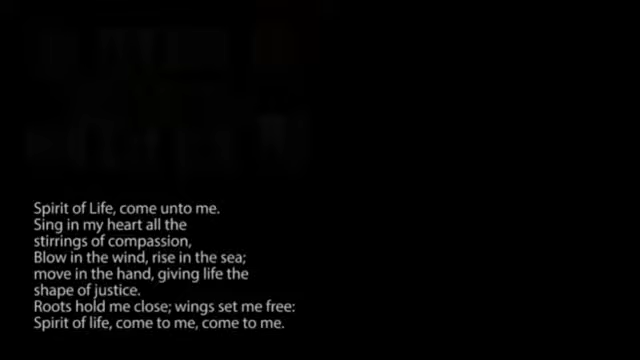 Spirit of Life, come unto me.
Sing in my heart all the
stirrings of compassion,
Blow in the wind, rise in the sea;
move in the hand, giving life the
shape of justice.
Roots hold me close; wings set me free:
Spirit of life, come to me, come to me.